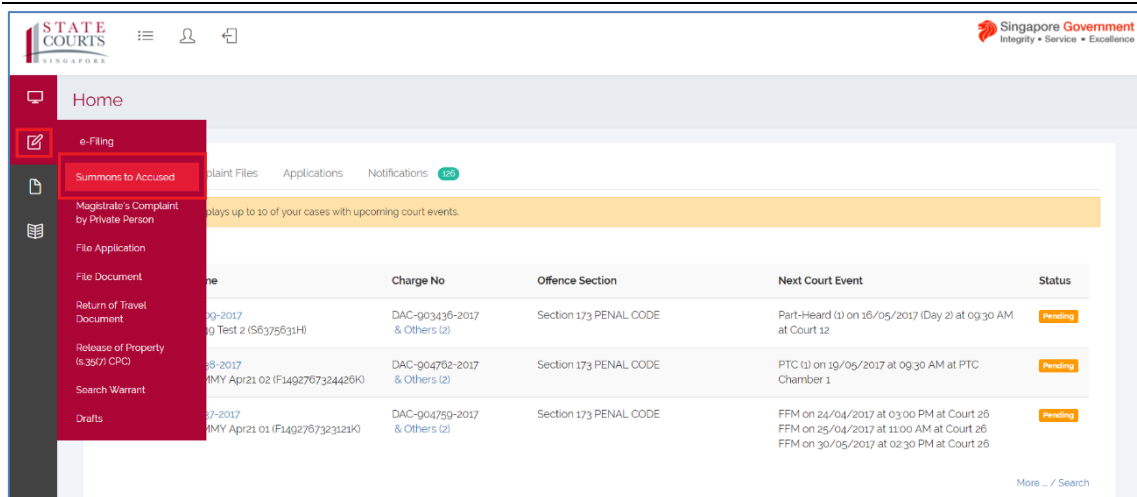 STATE
COURTS
SINGAPORE
Singapore Government
Integrity • Service • Excellence
Home
e-Filing
Summons to Accused
Magistrate's Complaint
by Private Person
File Application
File Document
Return of Travel
Document
Release of Property
(s.35(7) CPC)
Search Warrant
Drafts
plaint Files Applications Notifications 126
plays up to 10 of your cases with upcoming court events.
me Charge No Offence Section Next Court Event Status
09-2017 DAC-903436-2017 Section 173 PENAL CODE Part-Heard (1) on 16/05/2017 (Day 2) at 09:30 AM Pending
19 Test 2 (S6375631H) & Others (2) at Court 12
38-2017 DAC-904762-2017 Section 173 PENAL CODE PTC (1) on 19/05/2017 at 09:30 AM at PTC Pending
MMY Apr21 02 (F1492767324426K) & Others (2) Chamber 1
37-2017 DAC-904759-2017 Section 173 PENAL CODE FFM on 24/04/2017 at 03:00 PM at Court 26 Pending
MMY Apr21 01 (F1492767323121K) & Others (2) FFM on 25/04/2017 at 11:00 AM at Court 26
FFM on 30/05/2017 at 02:30 PM at Court 26
More ... / Search